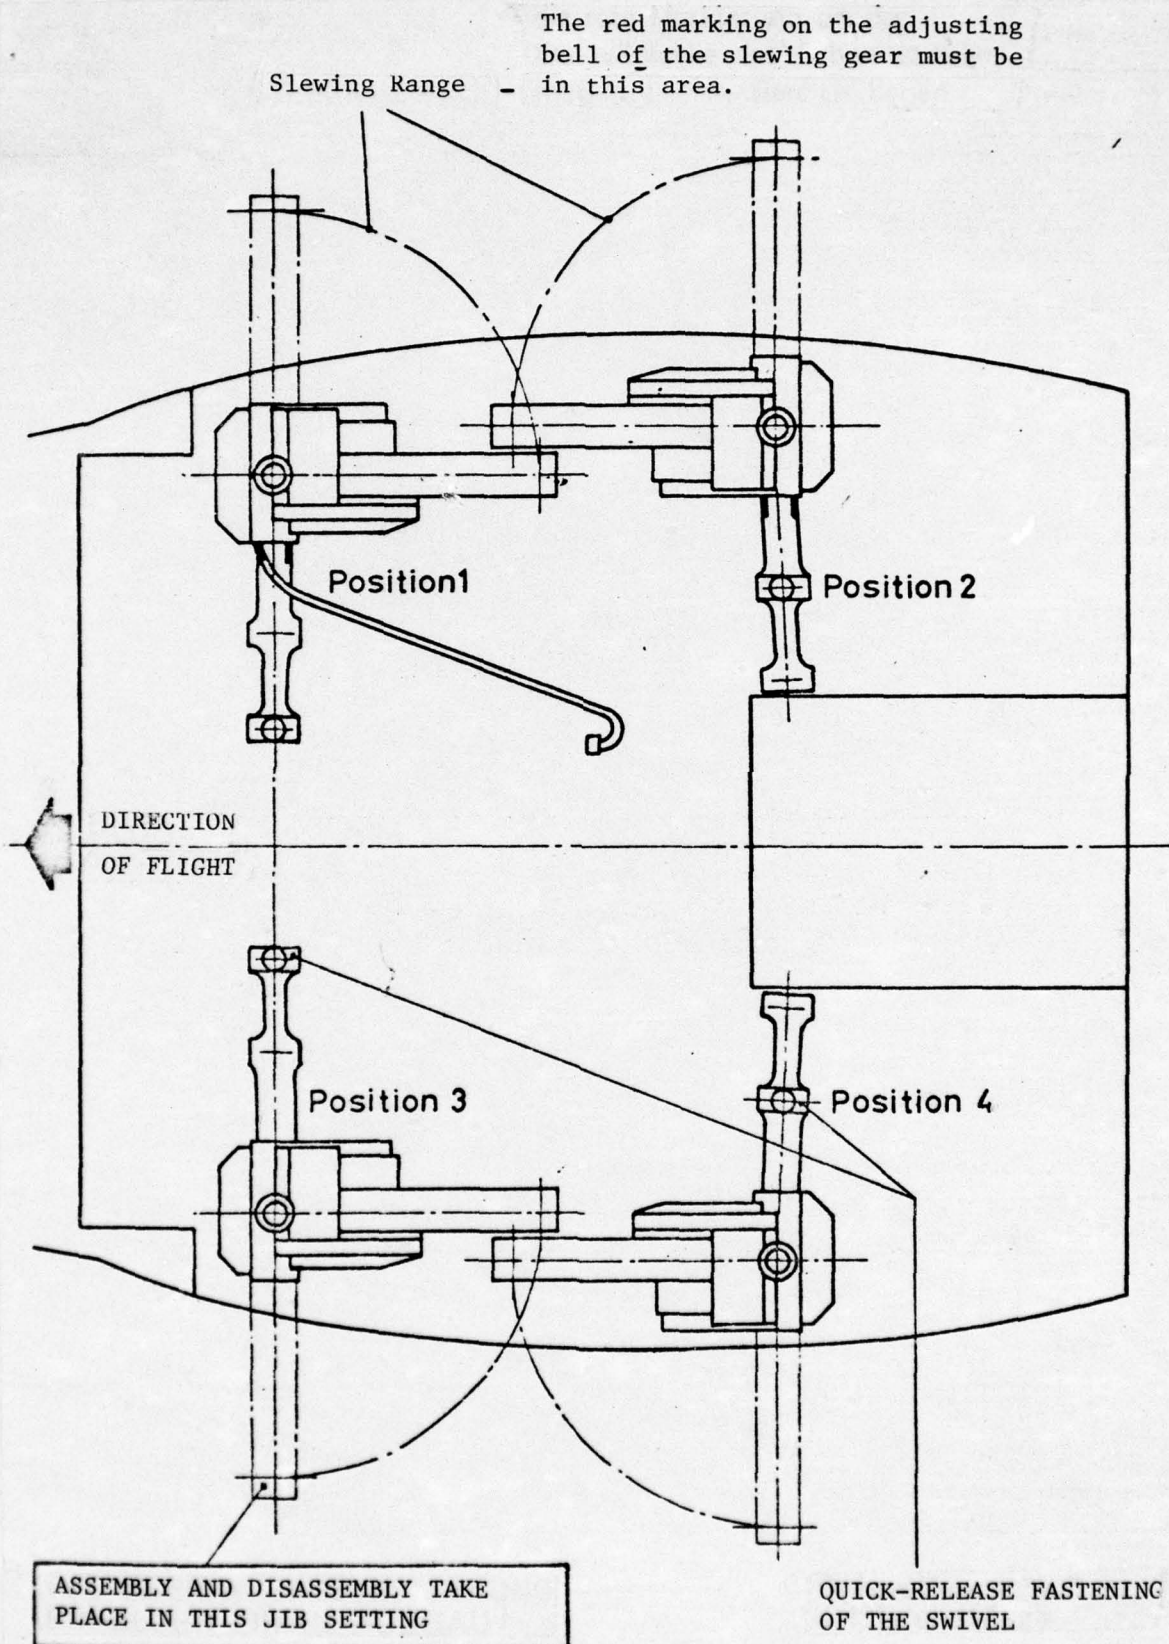 The red marking on the adjusting
bell of the slewing gear must be
Slewing Range - in this area.
Position1
Position 2
DIRECTION
OF FLIGHT
Position 3
Position 4
ASSEMBLY AND DISASSEMBLY TAKE
PLACE IN THIS JIB SETTING
QUICK-RELEASE FASTENING
OF THE SWIVEL